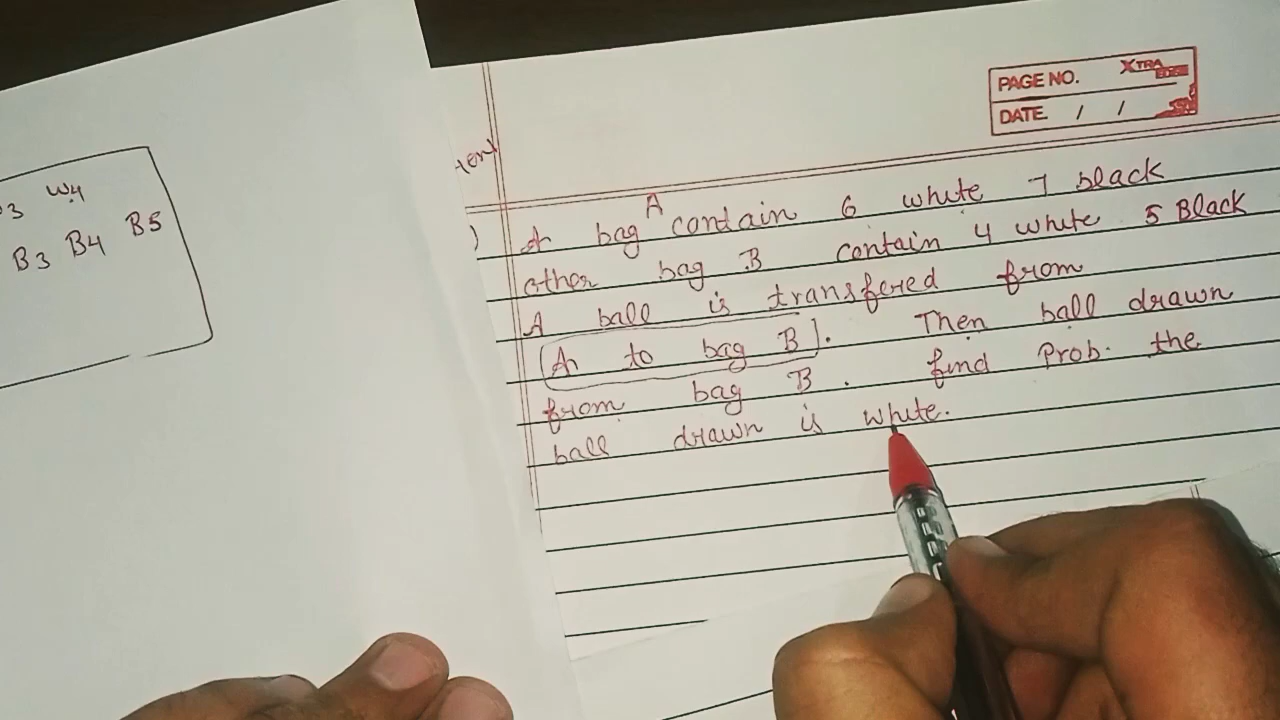 W4
B3 B4 B5
PAGE NO.
XTRA
DATE / /
A
A bag contain 6 white 7 black
other bag B contain 4 white 5 Black
A ball is transfered from
(A to bag B). Then ball drawn
from bag B. find Prob. the
ball drawn is white.